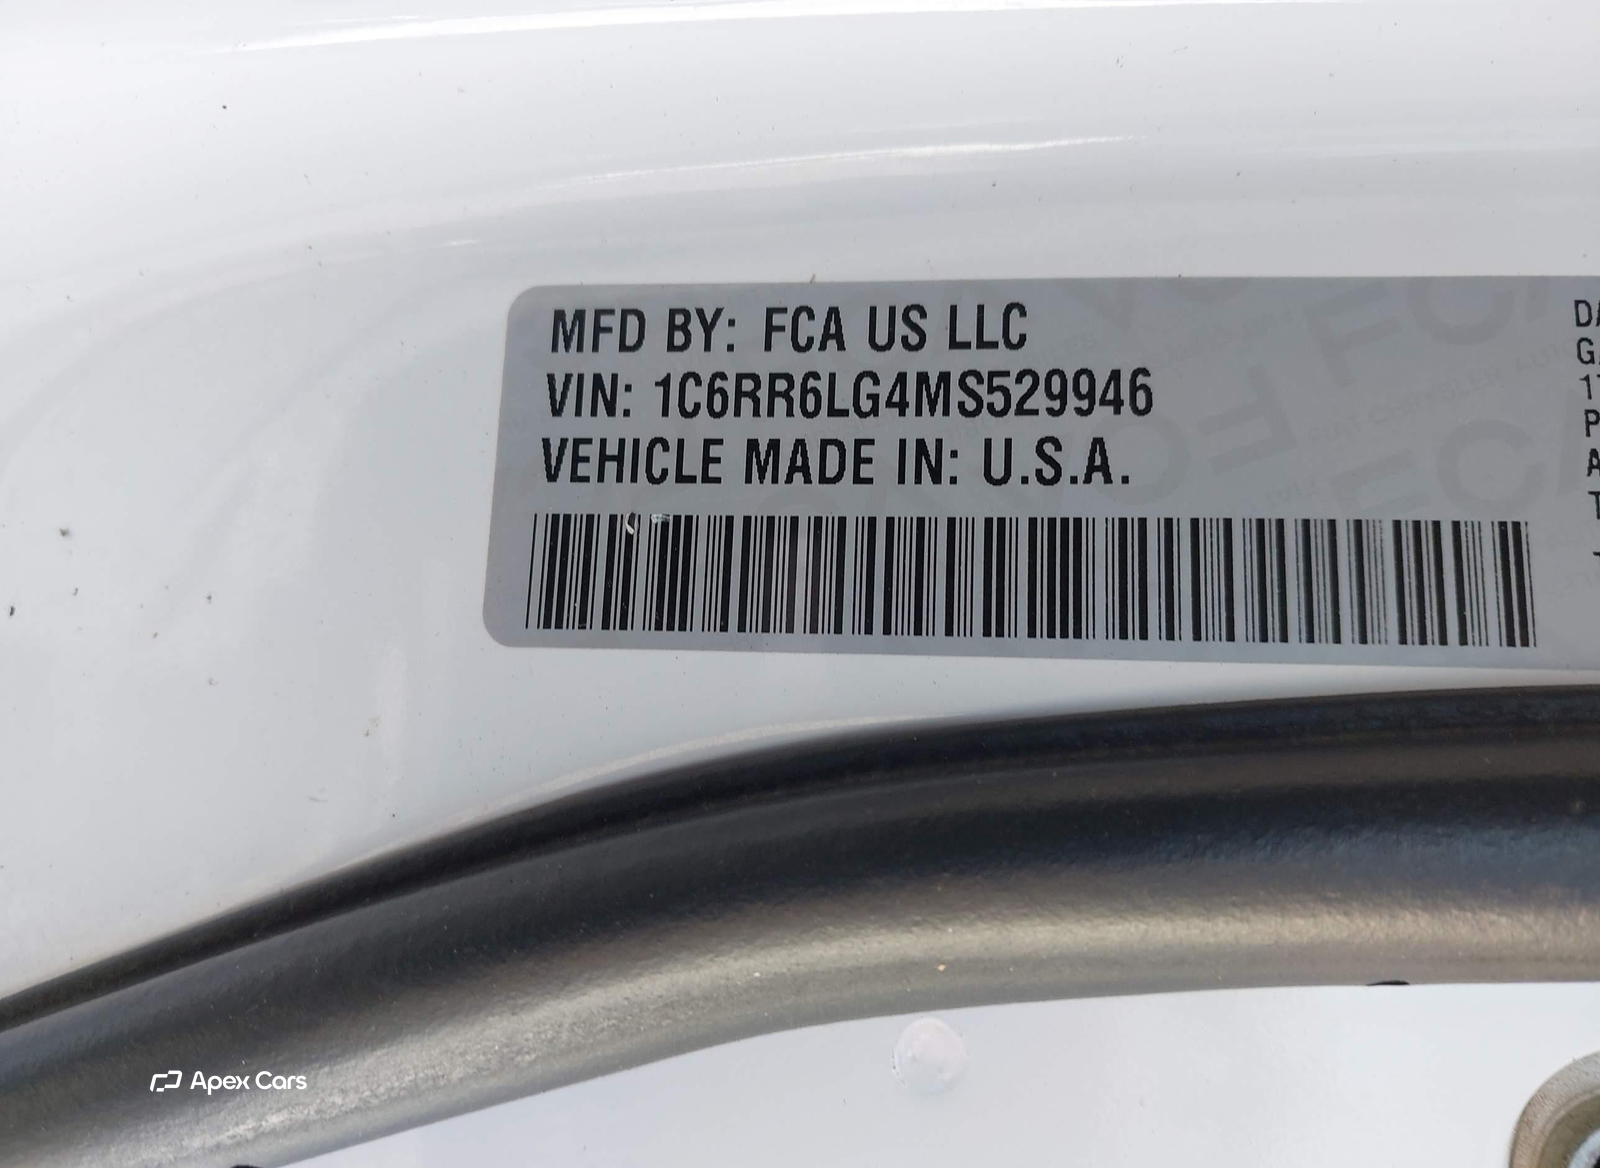 MFD BY: FCA US LLC
VIN: 1C6RR6LG4MS529946
VEHICLE MADE IN: U.S.A.
Apex Cars